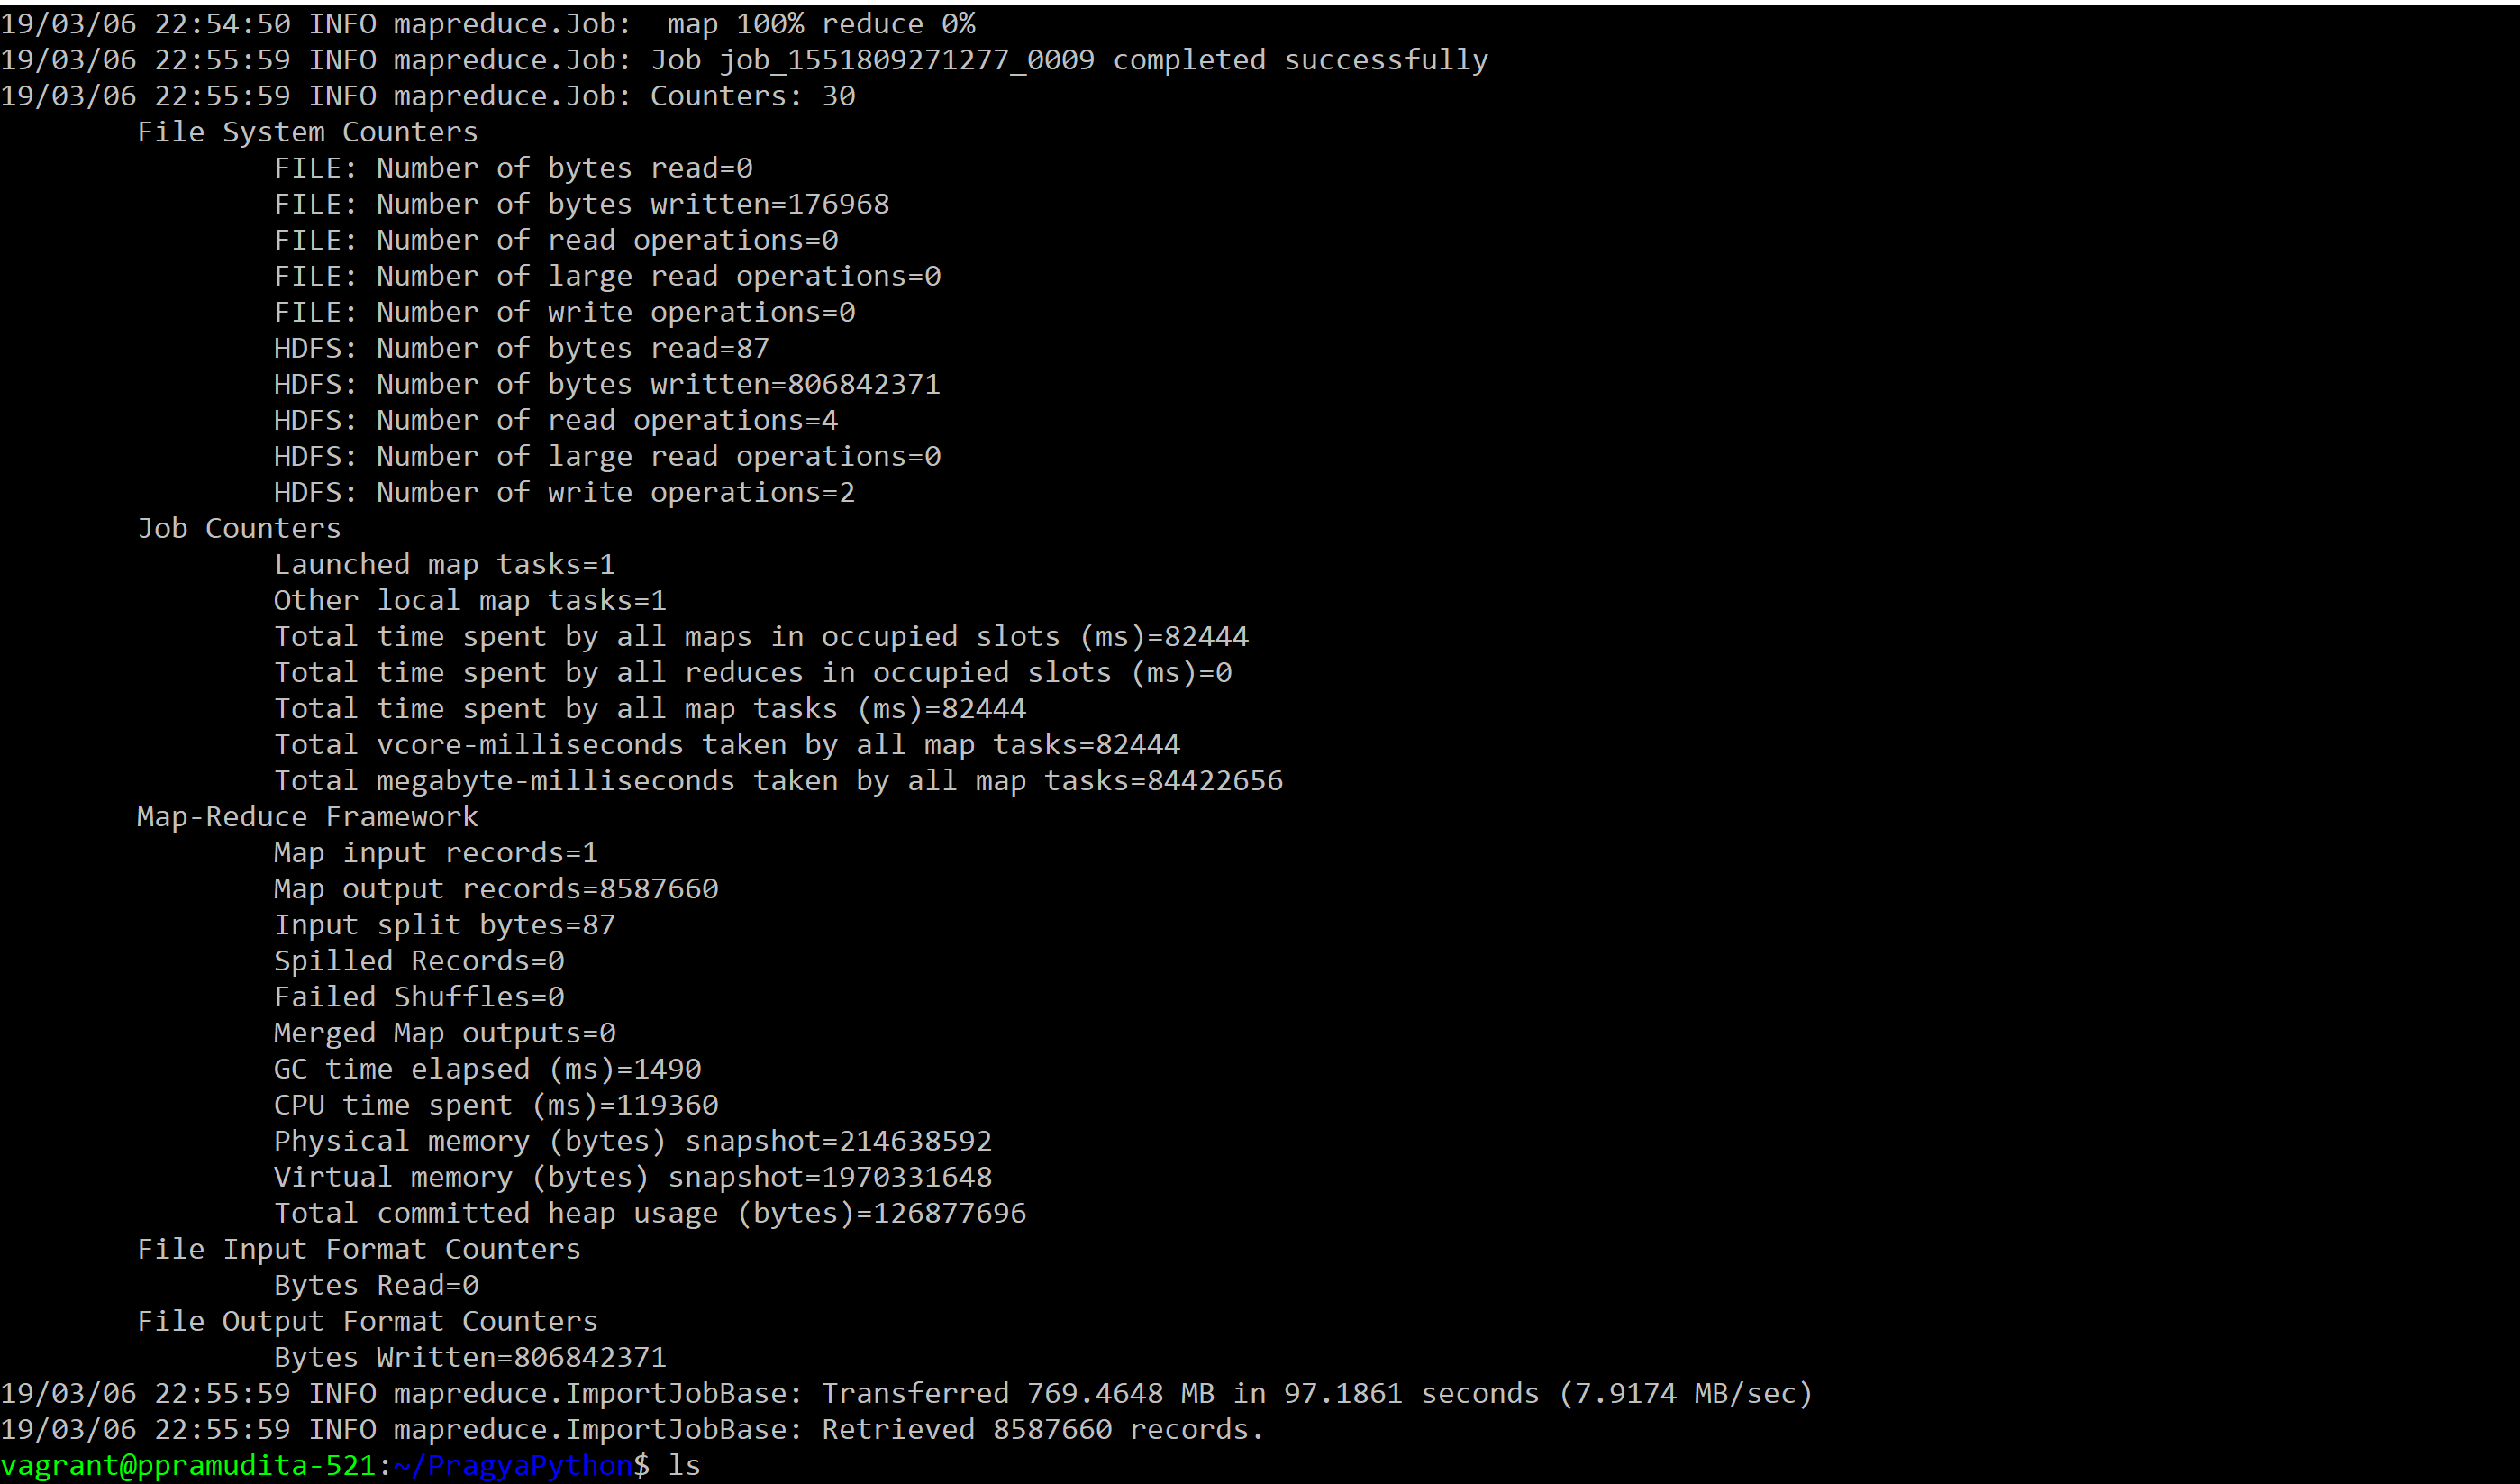 19/03/06 22:54:50 INFO mapreduce.Job:  map 100% reduce 0%
19/03/06 22:55:59 INFO mapreduce.Job: Job job_1551809271277_0009 completed successfully
19/03/06 22:55:59 INFO mapreduce.Job: Counters: 30
        File System Counters
                FILE: Number of bytes read=0
                FILE: Number of bytes written=176968
                FILE: Number of read operations=0
                FILE: Number of large read operations=0
                FILE: Number of write operations=0
                HDFS: Number of bytes read=87
                HDFS: Number of bytes written=806842371
                HDFS: Number of read operations=4
                HDFS: Number of large read operations=0
                HDFS: Number of write operations=2
        Job Counters
                Launched map tasks=1
                Other local map tasks=1
                Total time spent by all maps in occupied slots (ms)=82444
                Total time spent by all reduces in occupied slots (ms)=0
                Total time spent by all map tasks (ms)=82444
                Total vcore-milliseconds taken by all map tasks=82444
                Total megabyte-milliseconds taken by all map tasks=84422656
        Map-Reduce Framework
                Map input records=1
                Map output records=8587660
                Input split bytes=87
                Spilled Records=0
                Failed Shuffles=0
                Merged Map outputs=0
                GC time elapsed (ms)=1490
                CPU time spent (ms)=119360
                Physical memory (bytes) snapshot=214638592
                Virtual memory (bytes) snapshot=1970331648
                Total committed heap usage (bytes)=126877696
        File Input Format Counters
                Bytes Read=0
        File Output Format Counters
                Bytes Written=806842371
19/03/06 22:55:59 INFO mapreduce.ImportJobBase: Transferred 769.4648 MB in 97.1861 seconds (7.9174 MB/sec)
19/03/06 22:55:59 INFO mapreduce.ImportJobBase: Retrieved 8587660 records.
vagrant@ppramudita-521:~/PragyaPython$ ls